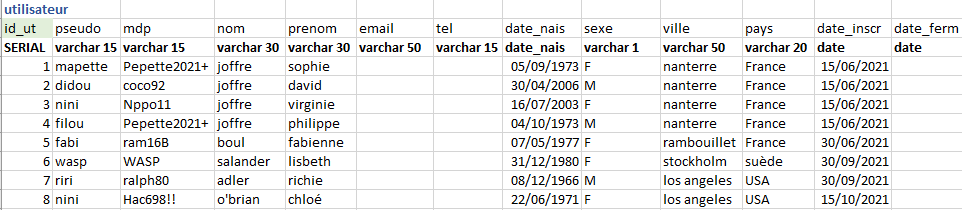 utilisateur
id_ut pseudo mdp nom prenom email tel date_nais sexe ville pays date_inscr date_ferm
SERIAL varchar 15 varchar 15 varchar 30 varchar 30 varchar 50 varchar 15 date_nais varchar 1 varchar 50 varchar 20 date date
1 mapette Pepette2021+ joffre sophie 05/09/1973 F nanterre France 15/06/2021
2 didou coco92 joffre david 30/04/2006 M nanterre France 15/06/2021
3 nini Nppo11 joffre virginie 16/07/2003 F nanterre France 15/06/2021
4 filou Pepette2021+ joffre philippe 04/10/1973 M nanterre France 15/06/2021
5 fabi ram16B boul fabienne 07/05/1977 F rambouillet France 30/06/2021
6 wasp WASP salander lisbeth 31/12/1980 F stockholm suède 30/09/2021
7 riri ralph80 adler richie 08/12/1966 M los angeles USA 30/09/2021
8 nini Hac698!! o'brian chloé 22/06/1971 F los angeles USA 15/10/2021